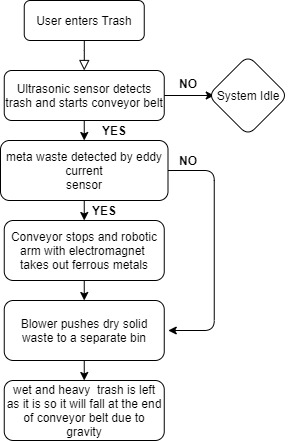 User enters Trash
Ultrasonic sensor detects
trash and starts conveyor belt
NO
System Idle
YES
meta waste detected by eddy
current
sensor
NO
YES
Conveyor stops and robotic
arm with electromagnet
takes out ferrous metals
Blower pushes dry solid
waste to a separate bin
wet and heavy trash is left
as it is so it will fall at the end
of conveyor belt due to
gravity